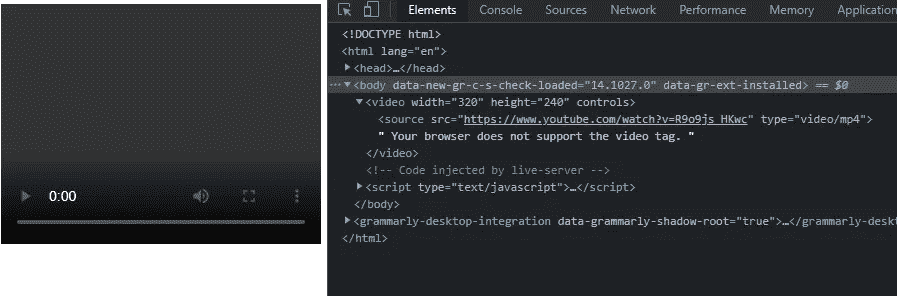 0:00
Elements Console Sources Network Performance Memory Application
<!DOCTYPE html>
<html lang="en">
<head>…</head>
<body data-new-gr-c-s-check-loaded="14.1027.0" data-gr-ext-installed> == $0
<video width="320" height="240" controls>
<source src="https://www.youtube.com/watch?v=R9o9js_HKwc" type="video/mp4">
" Your browser does not support the video tag. "
</video>
<!-- Code injected by live-server -->
<script type="text/javascript">…</script>
</body>
<grammarly-desktop-integration data-grammarly-shadow-root="true">…</grammarly-deskt
</html>